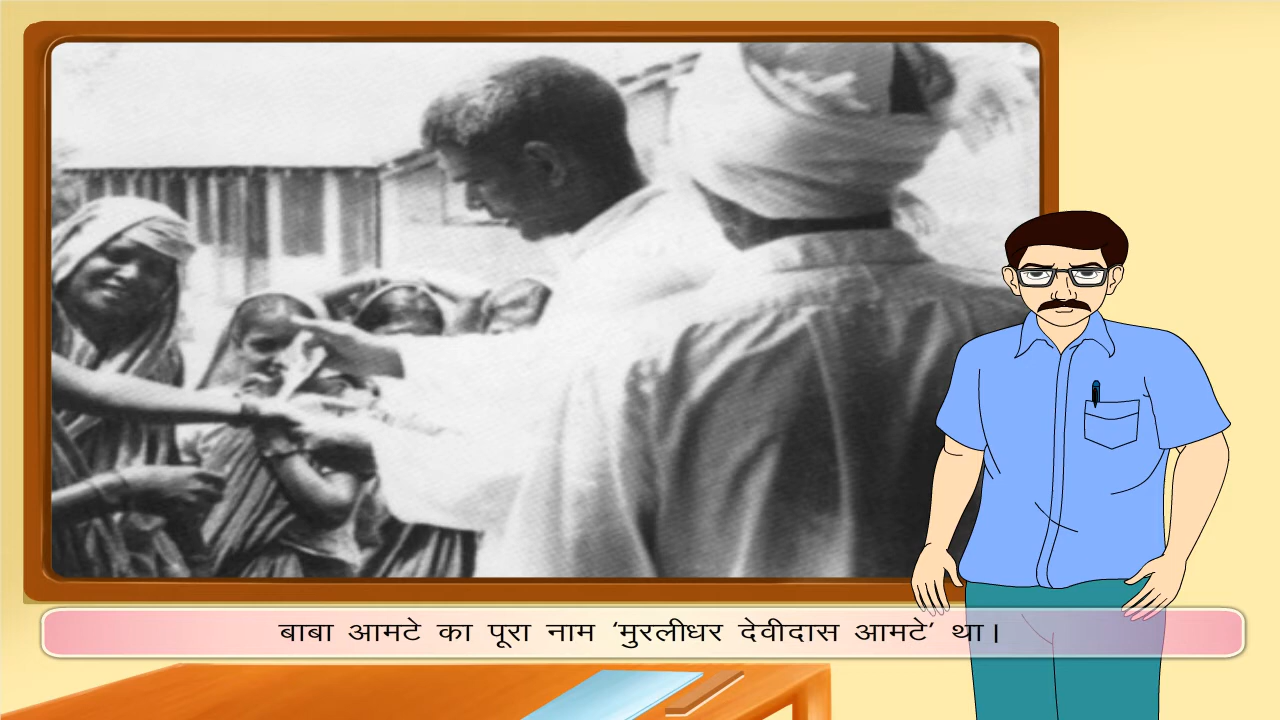 बाबा आमटे का पूरा नाम ‘मुरलीधर देवीदास आमटे’ था।